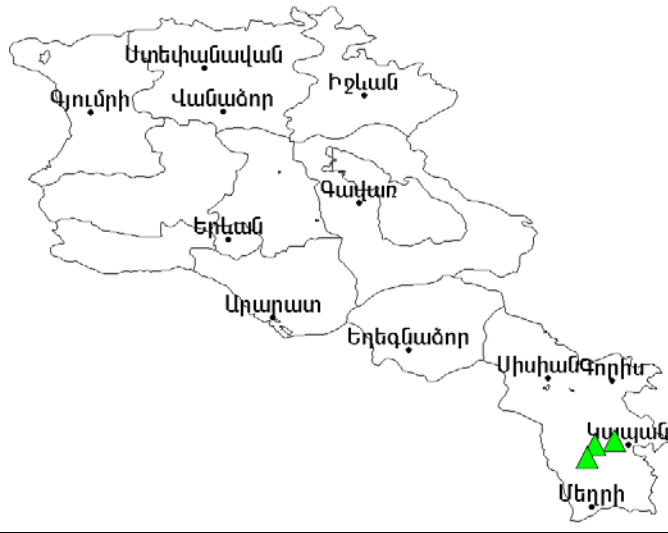 Ստեփանավան
Իջևան
Գյումրի
Վանաձոր
Գավառ
Երևան
Արարատ
Եղեգնաձոր
Սիսիան
Գորիս
Կապան
Մեղրի